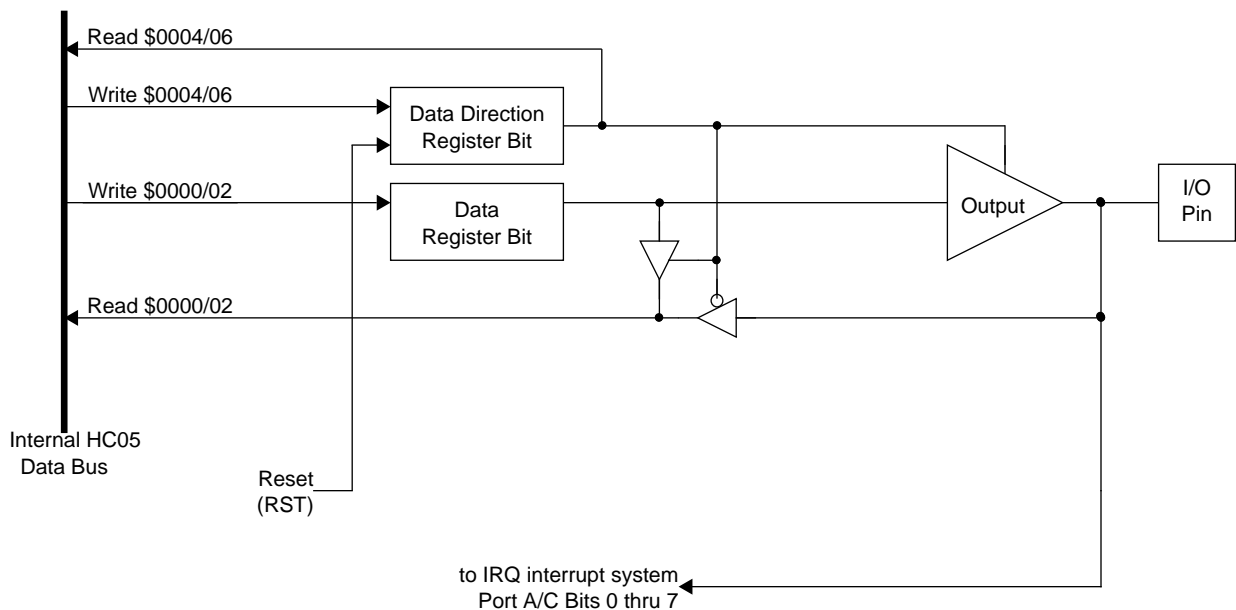 Read $0004/06
Write $0004/06
Data Direction
Register Bit
Write $0000/02
Data
Register Bit
Output
I/O
Pin
Read $0000/02
Internal HC05
Data Bus
Reset
(RST)
to IRQ interrupt system
Port A/C Bits 0 thru 7